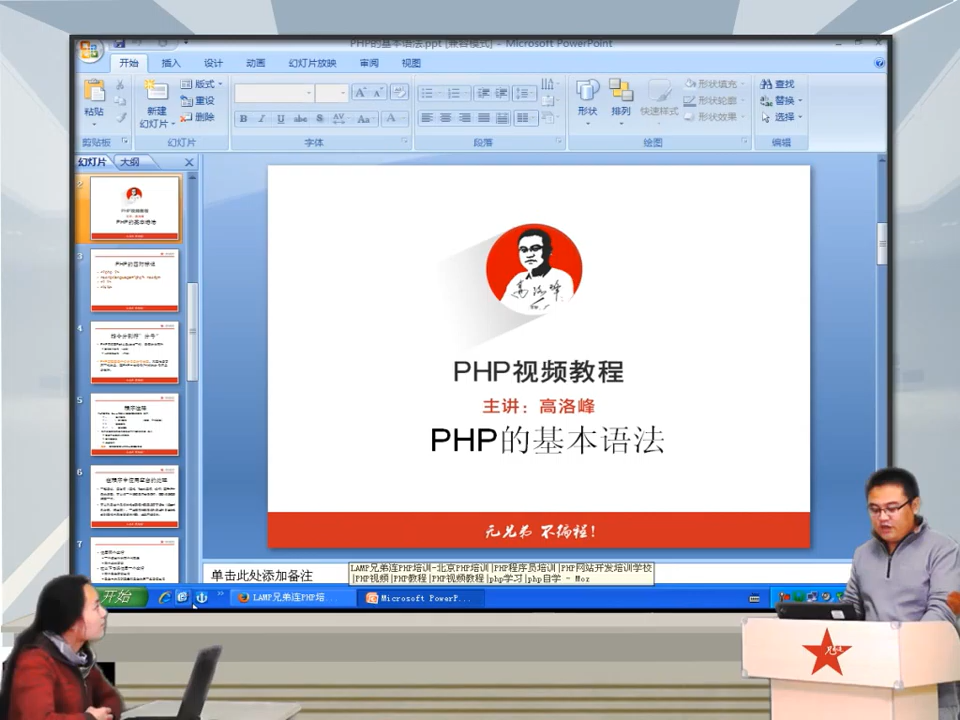 PHP的基本语法.ppt [兼容模式] - Microsoft PowerPoint
开始 插入 设计 动画 幻灯片放映 审阅 视图
粘贴
新建
幻灯片
版式
重设
删除
形状
排列
快速样式
形状填充
形状轮廓
形状效果
查找
替换
选择
剪贴板 幻灯片 字体 段落 绘图 编辑
幻灯片 大纲
高洛峰
PHP视频教程
主讲：高洛峰
PHP的基本语法
无兄弟 不编程！
单击此处添加备注
LAMP兄弟连PHP培训-北京PHP培训|PHP程序员培训|PHP网站开发培训学校
|PHP视频|PHP教程|PHP视频教程|php学习|php自学 - Moz
开始
LAMP兄弟连PHP培...
Microsoft PowerP...